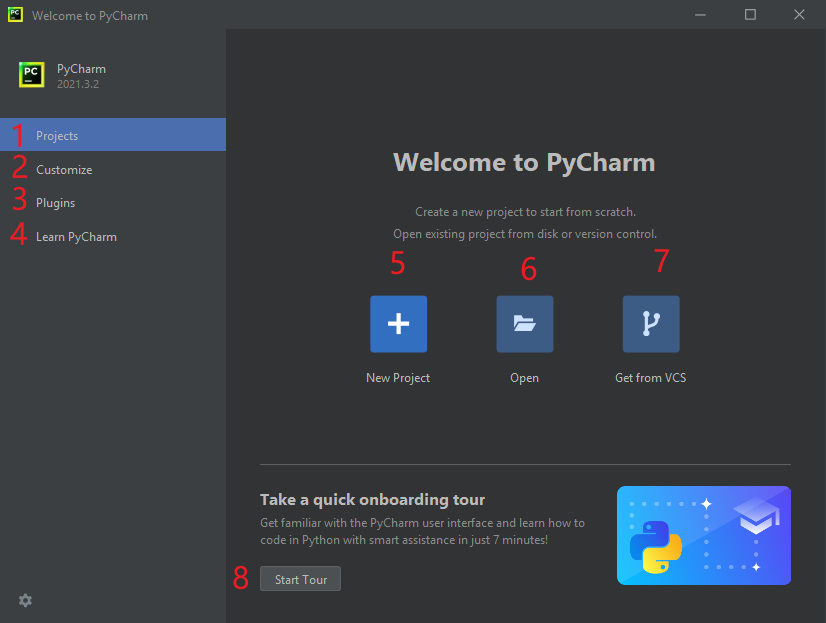 PC Welcome to PyCharm
PC PyCharm
2021.3.2
1 Projects
2 Customize
3 Plugins
4 Learn PyCharm
Welcome to PyCharm
Create a new project to start from scratch.
Open existing project from disk or version control.
5 6 7
New Project Open Get from VCS
Take a quick onboarding tour
Get familiar with the PyCharm user interface and learn how to
code in Python with smart assistance in just 7 minutes!
8 Start Tour